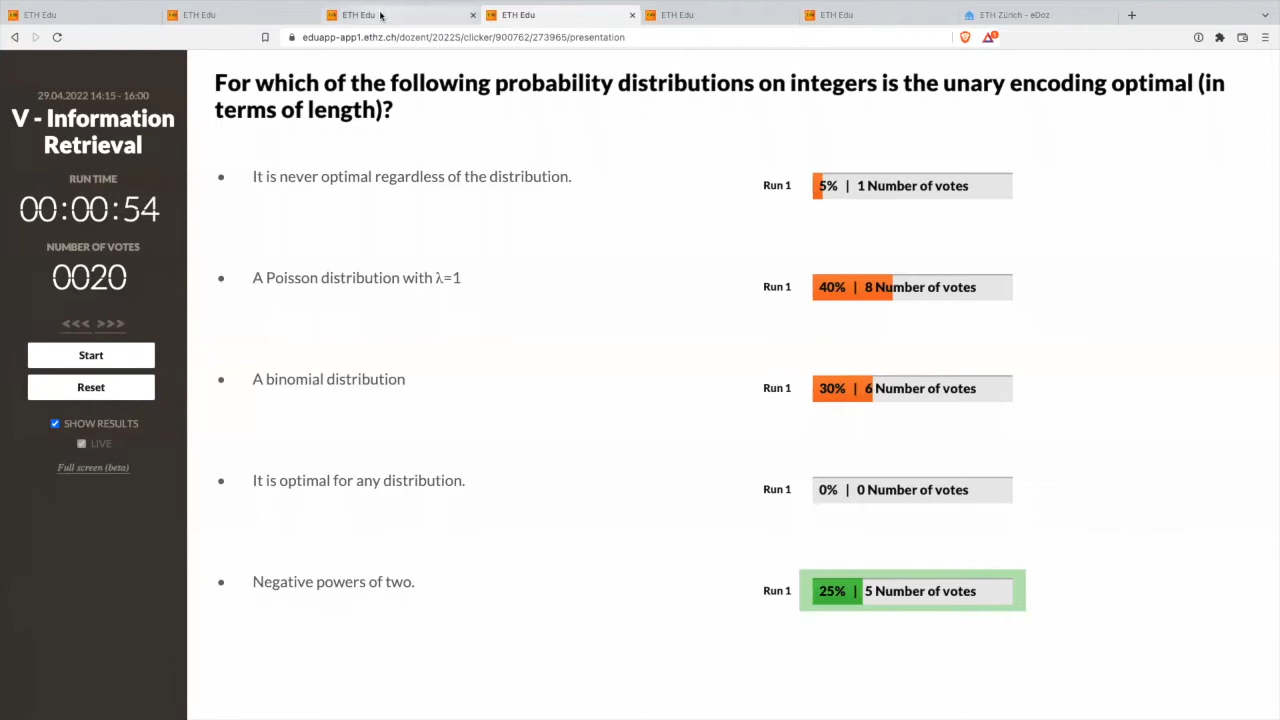 ETH Edu
ETH Edu
ETH Edu
ETH Edu
ETH Edu
ETH Edu
ETH Zürich - eDoz
eduapp-app1.ethz.ch/dozent/2022S/clicker/900762/273965/presentation
29.04.2022 14:15 - 16:00
V - Information
Retrieval
RUN TIME
00:00:54
NUMBER OF VOTES
0020
<<< >>>
Start
Reset
SHOW RESULTS
LIVE
Full screen (beta)
For which of the following probability distributions on integers is the unary encoding optimal (in
terms of length)?
• It is never optimal regardless of the distribution.
Run 1
5% | 1 Number of votes
• A Poisson distribution with λ=1
Run 1
40% | 8 Number of votes
• A binomial distribution
Run 1
30% | 6 Number of votes
• It is optimal for any distribution.
Run 1
0% | 0 Number of votes
• Negative powers of two.
Run 1
25% | 5 Number of votes